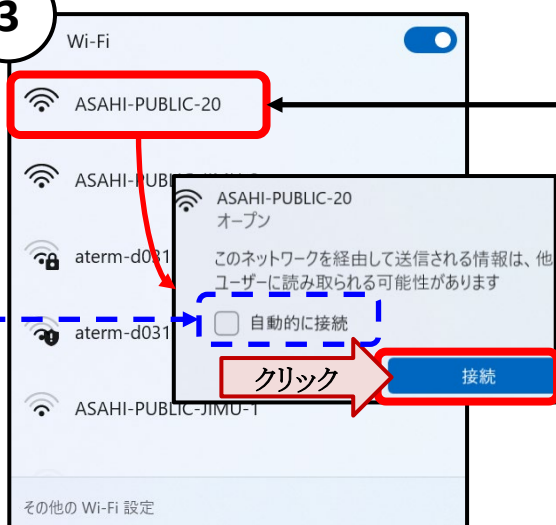 3
Wi-Fi
ASAHI-PUBLIC-20
ASAHI-PUBLIC-JIMU-
ASAHI-PUBLIC-20
オープン
このネットワークを経由して送信される情報は、他
ユーザーに読み取られる可能性があります
aterm-d031
自動的に接続
aterm-d031
クリック
接続
ASAHI-PUBLIC-JIMU-1
その他の Wi-Fi 設定